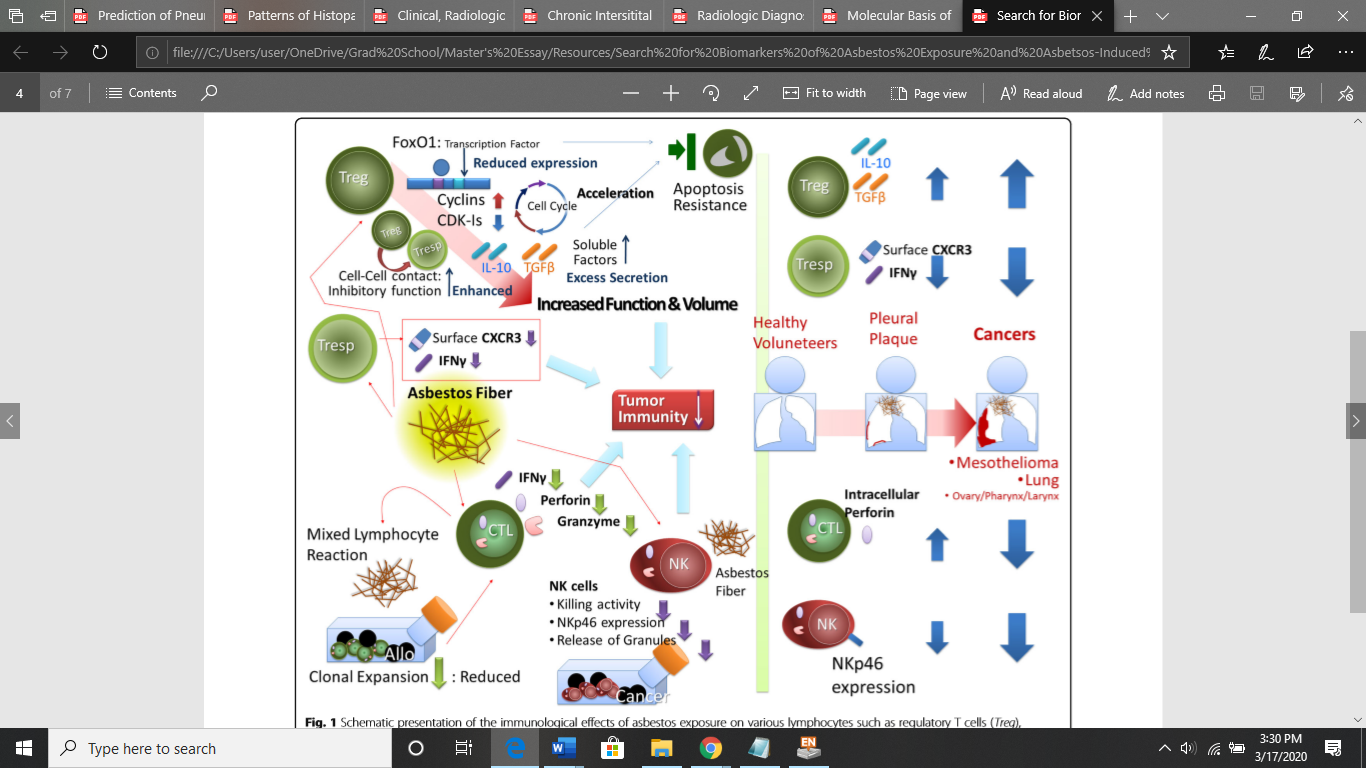 Prediction of Pneu
Patterns of Histopa
Clinical, Radiologic
Chronic Intersitital
Radiologic Diagno
Molecular Basis of
Search for Bior
file:///C:/Users/user/OneDrive/Grad%20School/Master's%20Essay/Resources/Search%20for%20Biomarkers%20of%20Asbestos%20Exposure%20and%20Asbetsos-Induced%
4 of 7
Contents
Fit to width
Page view
Read aloud
Add notes
FoxO1: Transcription Factor
Reduced expression
Treg
Cyclins
CDK-Is
Cell Cycle
Acceleration
Apoptosis
Resistance
Treg
Tresp
IL-10
TGFβ
Soluble
Factors
Excess Secretion
Cell-Cell contact:
Inhibitory function
Enhanced
Increased Function & Volume
Tresp
Surface CXCR3
IFNγ
Asbestos Fiber
Tumor
Immunity
IFNγ
Perforin
Granzyme
CTL
Mixed Lymphocyte
Reaction
NK
Asbestos
Fiber
NK cells
• Killing activity
• NKp46 expression
• Release of Granules
Allo
Clonal Expansion
: Reduced
Cancer
Treg
IL-10
TGFβ
Tresp
Surface CXCR3
IFNγ
Healthy
Voluneteers
Pleural
Plaque
Cancers
• Mesothelioma
• Lung
• Ovary/Pharynx/Larynx
CTL
Intracellular
Perforin
NK
NKp46
expression
Fig. 1 Schematic presentation of the immunological effects of asbestos exposure on various lymphocytes such as regulatory T cells (Treg),
Type here to search
EN
3:30 PM
3/17/2020